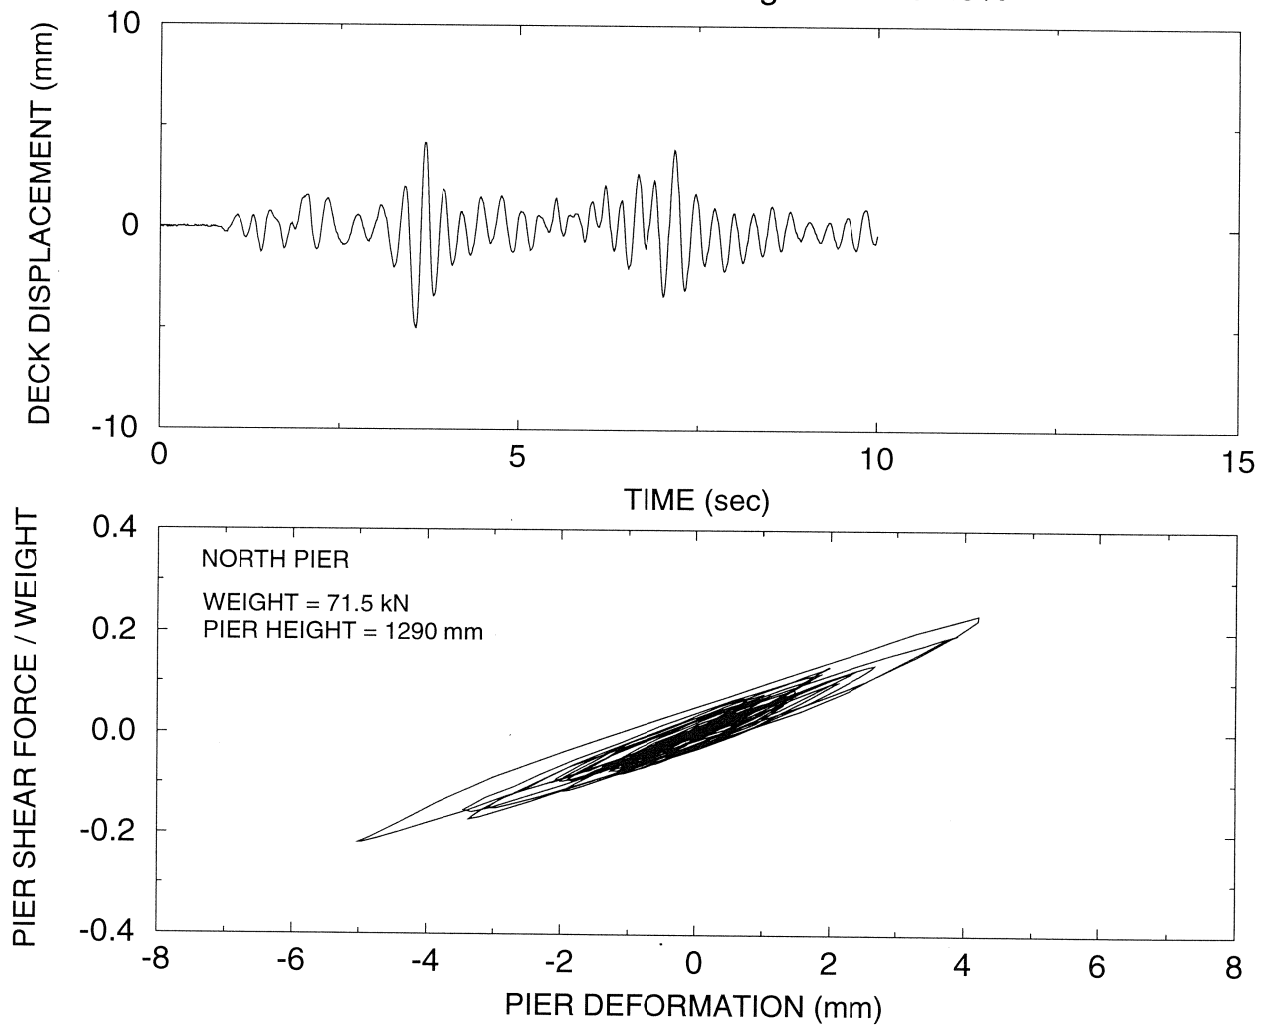 10
0
-10
DECK DISPLACEMENT (mm)
0 5 10 15
TIME (sec)
0.4
0.2
0.0
-0.2
-0.4
PIER SHEAR FORCE / WEIGHT
NORTH PIER
WEIGHT = 71.5 kN
PIER HEIGHT = 1290 mm
-8 -6 -4 -2 0 2 4 6 8
PIER DEFORMATION (mm)